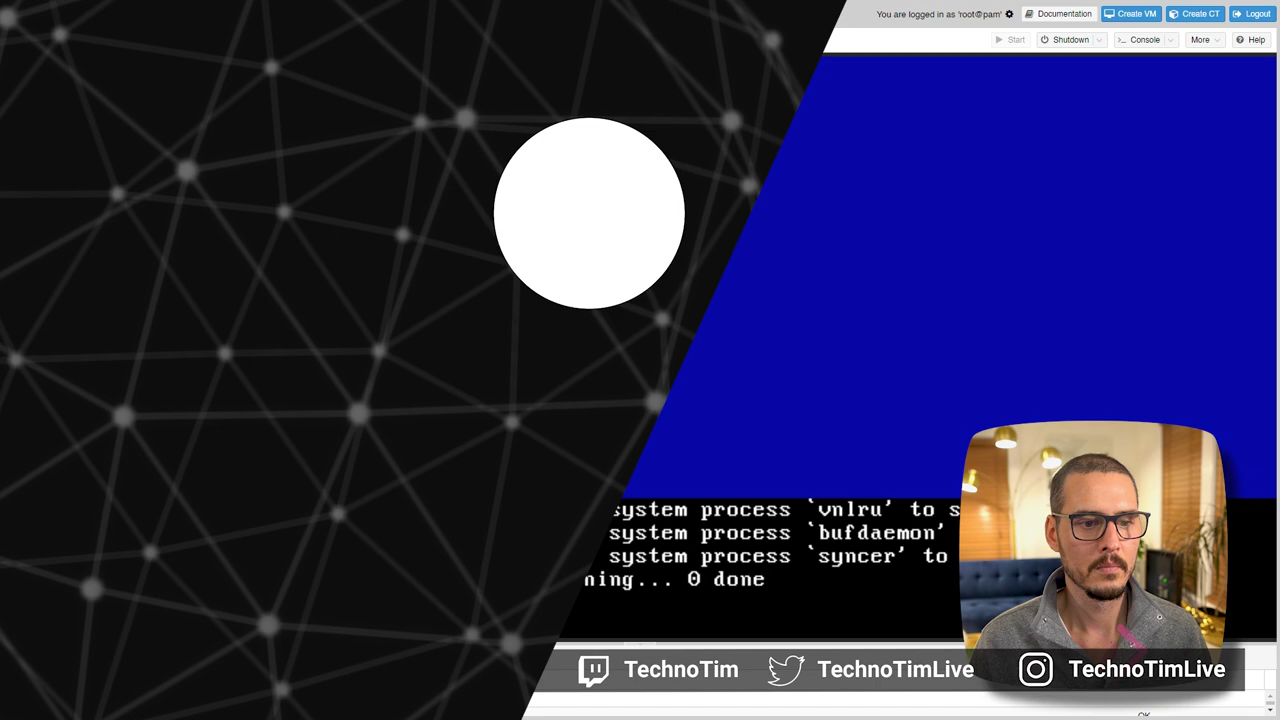 You are logged in as 'root@pam'
Documentation
Create VM
Create CT
Logout
Start
Shutdown
Console
More
Help
system process `vnlru' to s
system process `bufdaemon'
system process `syncer' to
ning... 0 done
TechnoTim
TechnoTimLive
TechnoTimLive
OK